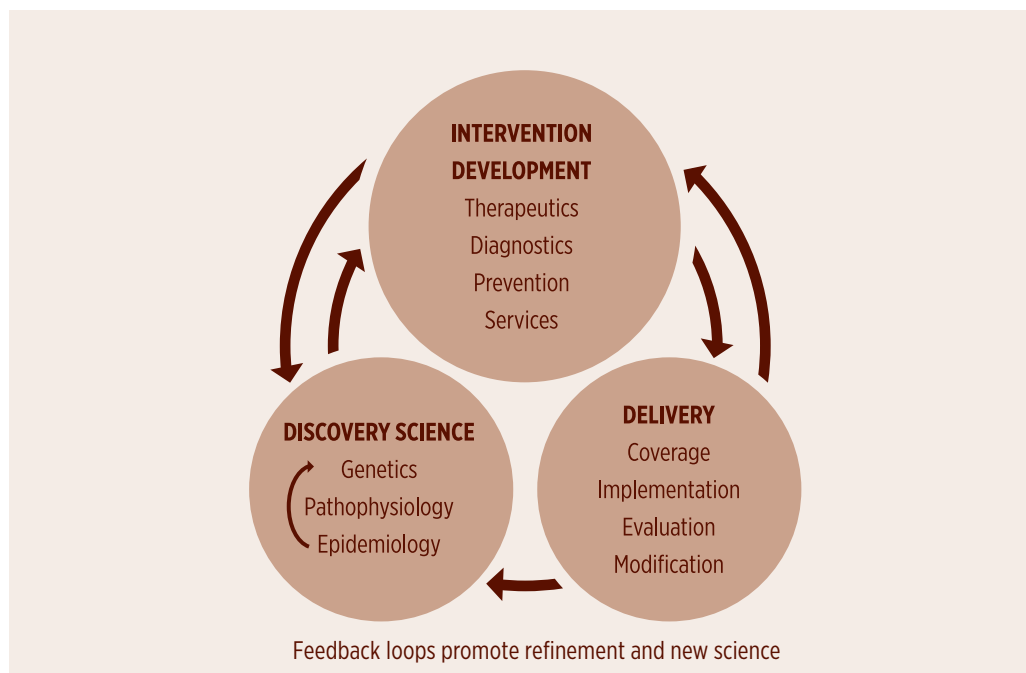 INTERVENTION
DEVELOPMENT
Therapeutics
Diagnostics
Prevention
Services
DISCOVERY SCIENCE
Genetics
Pathophysiology
Epidemiology
DELIVERY
Coverage
Implementation
Evaluation
Modification
Feedback loops promote refinement and new science